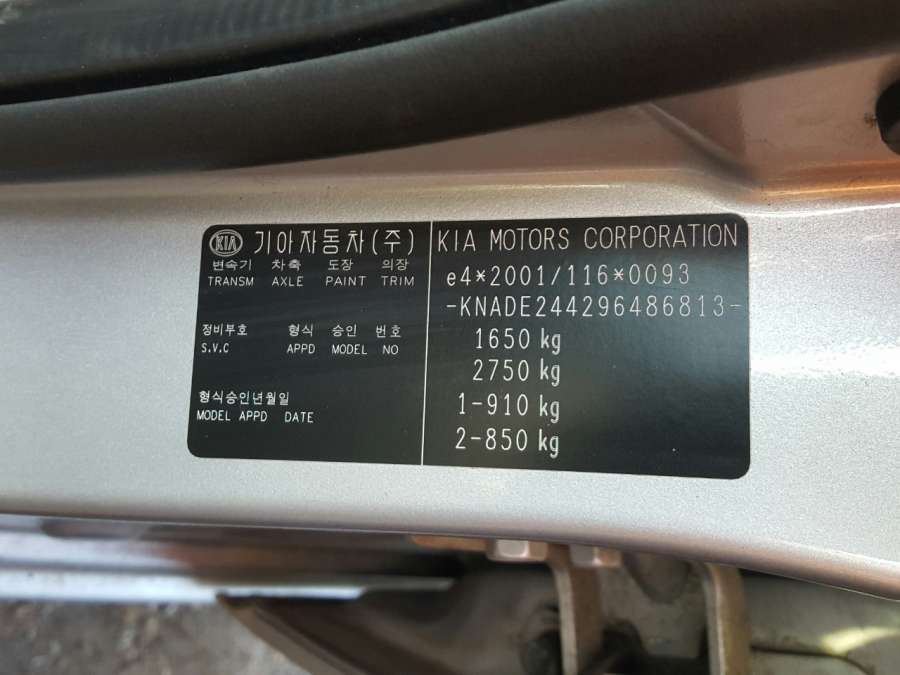 KIA 기아자동차(주)
변속기 차축 도장 의장
TRANSM AXLE PAINT TRIM
정비부호 형식 승인 번호
S.V.C APPD MODEL NO
형식승인년월일
MODEL APPD DATE
KIA MOTORS CORPORATION
e4*2001/116*0093
-KNADE244296486813-
1650 kg
2750 kg
1-910 kg
2-850 kg